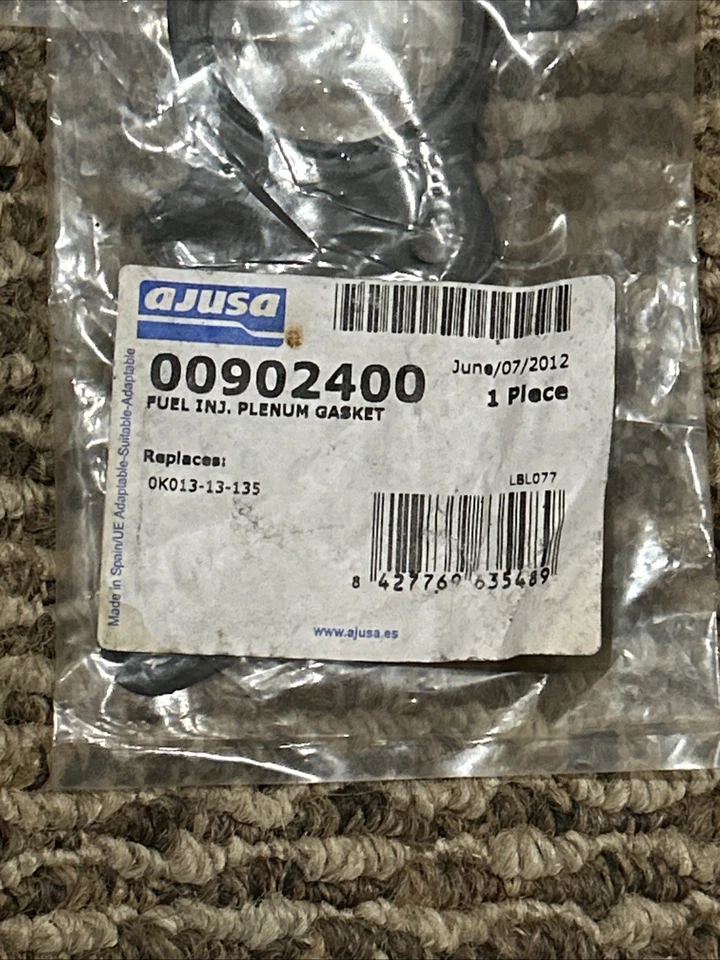 ajusa
00902400
June/07/2012
1 Piece
FUEL INJ. PLENUM GASKET
Replaces:
0K013-13-135
LBL077
8 427769 635489
www.ajusa.es
Made in Spain/UE Adaptable-Suitable-Adaptable